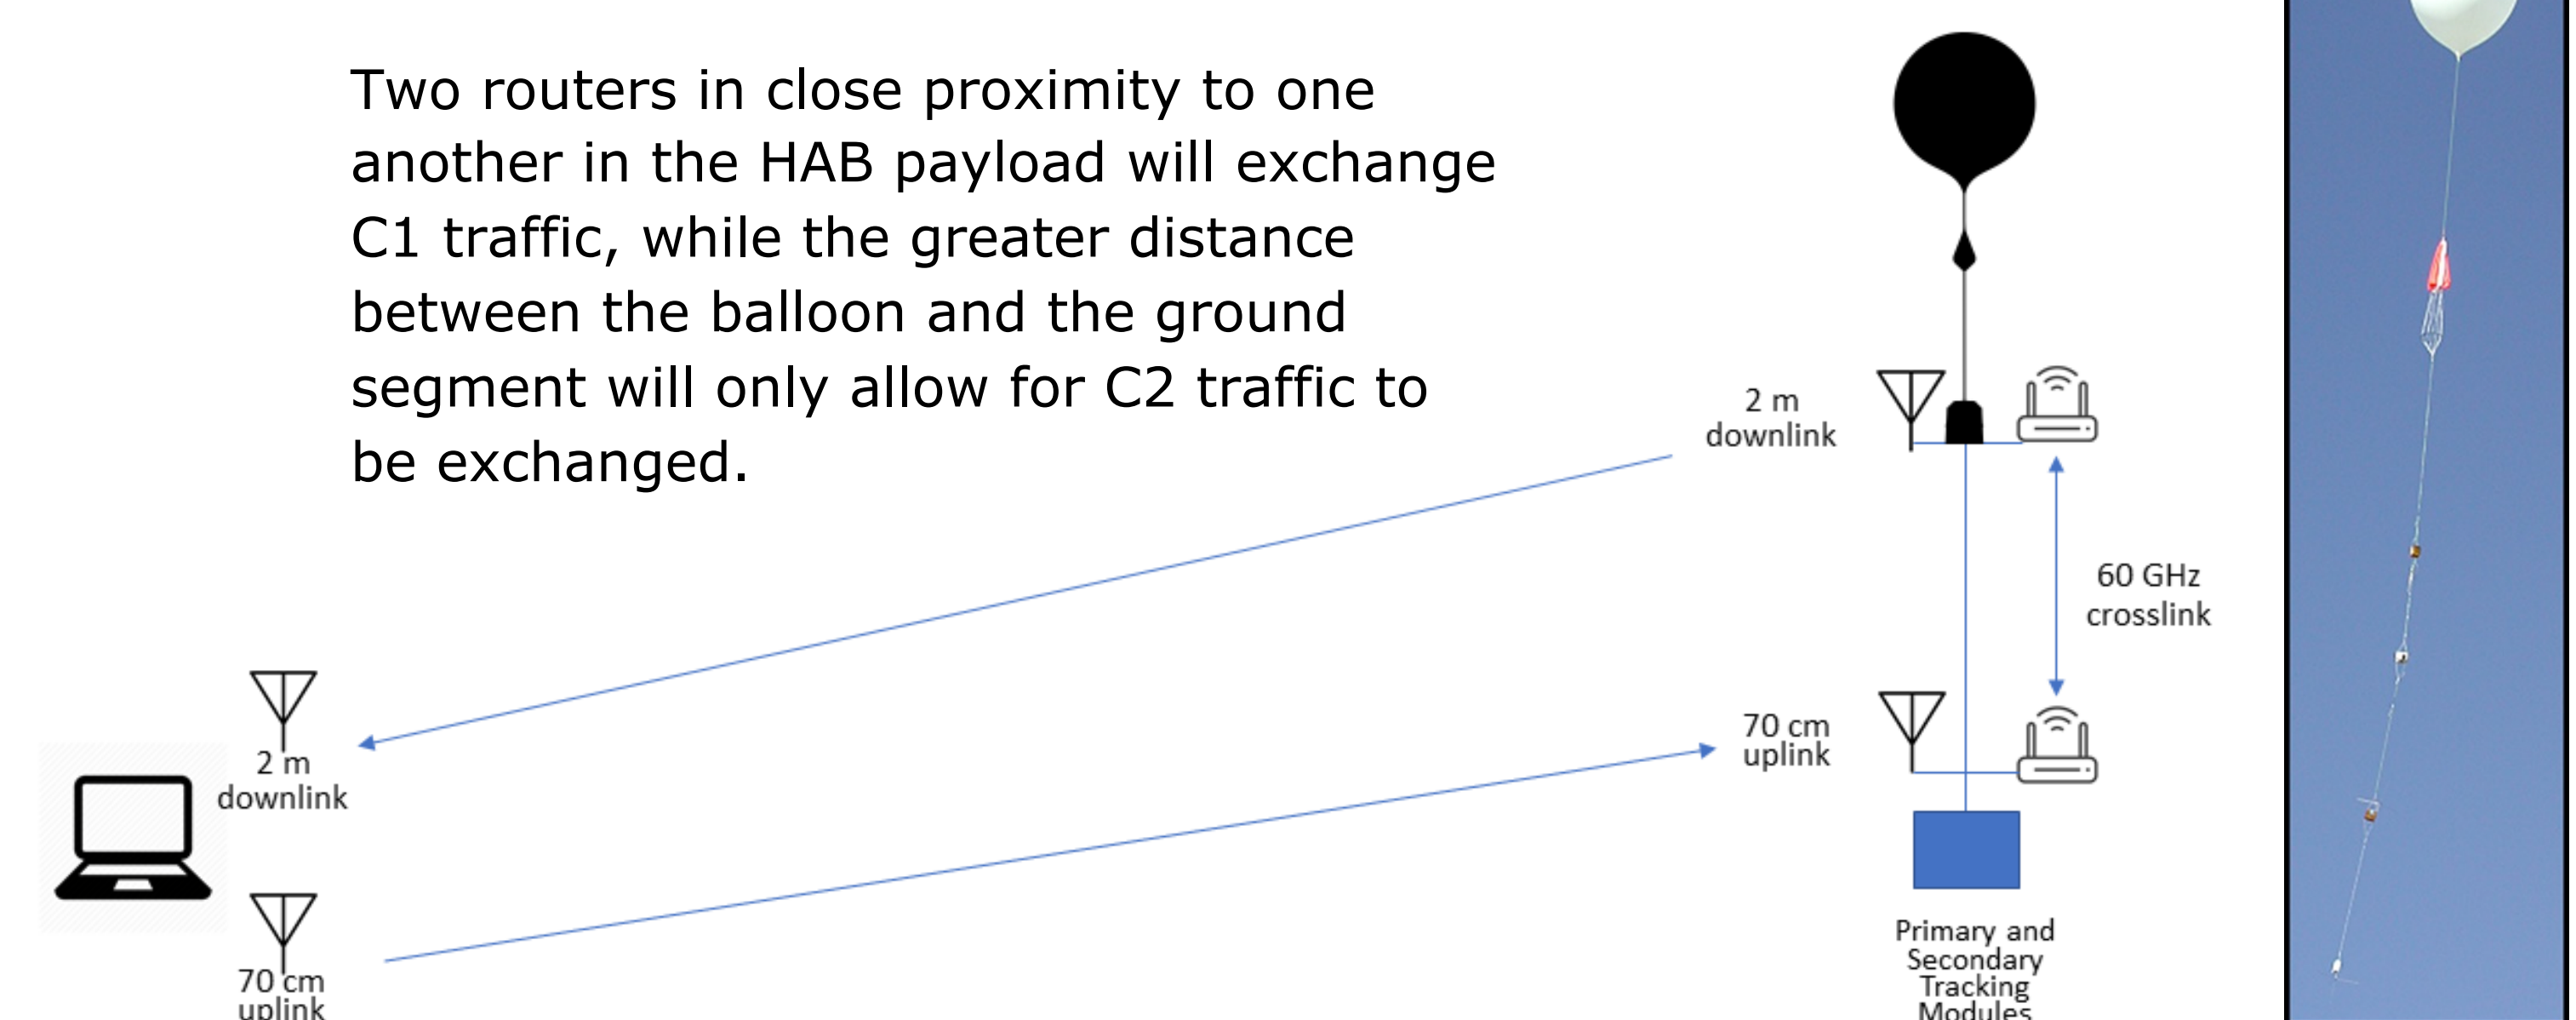 Two routers in close proximity to one
another in the HAB payload will exchange
C1 traffic, while the greater distance
between the balloon and the ground
segment will only allow for C2 traffic to
be exchanged.
2 m
downlink
60 GHz
crosslink
70 cm
uplink
2 m
downlink
70 cm
uplink
Primary and
Secondary
Tracking
Modules